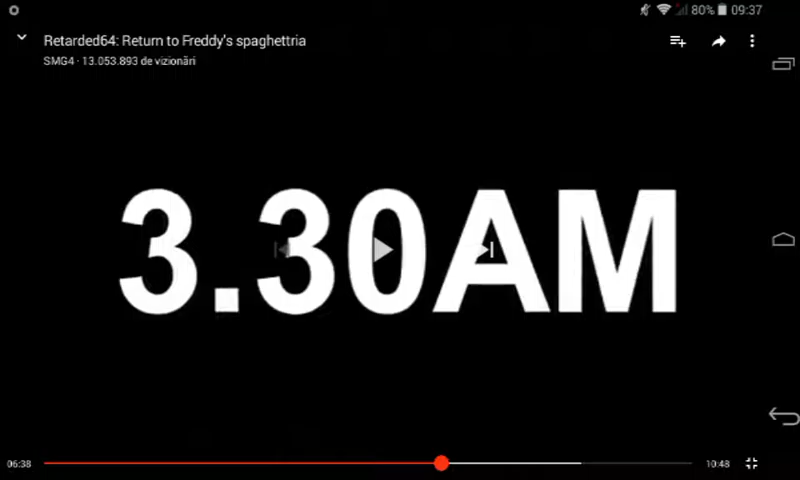 80% 09:37
Retarded64: Return to Freddy's spaghettria
SMG4 · 13.053.893 de vizionări
3.30AM
06:38 10:48